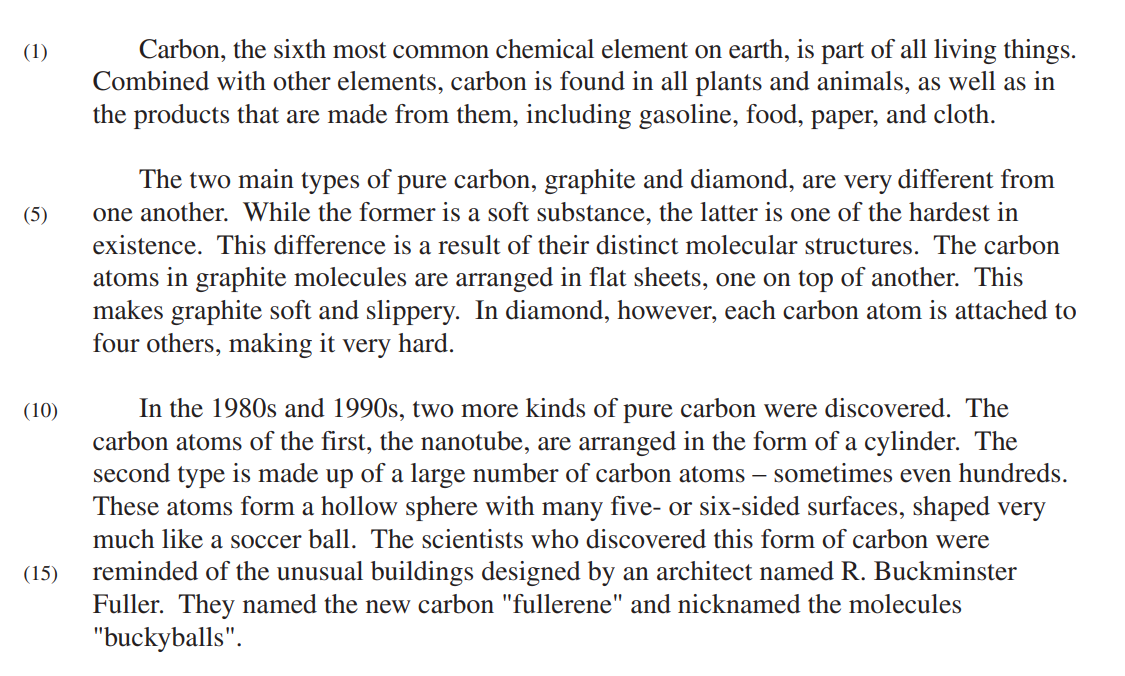 (1) Carbon, the sixth most common chemical element on earth, is part of all living things.
Combined with other elements, carbon is found in all plants and animals, as well as in
the products that are made from them, including gasoline, food, paper, and cloth.
The two main types of pure carbon, graphite and diamond, are very different from
(5) one another. While the former is a soft substance, the latter is one of the hardest in
existence. This difference is a result of their distinct molecular structures. The carbon
atoms in graphite molecules are arranged in flat sheets, one on top of another. This
makes graphite soft and slippery. In diamond, however, each carbon atom is attached to
four others, making it very hard.
(10) In the 1980s and 1990s, two more kinds of pure carbon were discovered. The
carbon atoms of the first, the nanotube, are arranged in the form of a cylinder. The
second type is made up of a large number of carbon atoms – sometimes even hundreds.
These atoms form a hollow sphere with many five- or six-sided surfaces, shaped very
much like a soccer ball. The scientists who discovered this form of carbon were
(15) reminded of the unusual buildings designed by an architect named R. Buckminster
Fuller. They named the new carbon "fullerene" and nicknamed the molecules
"buckyballs".